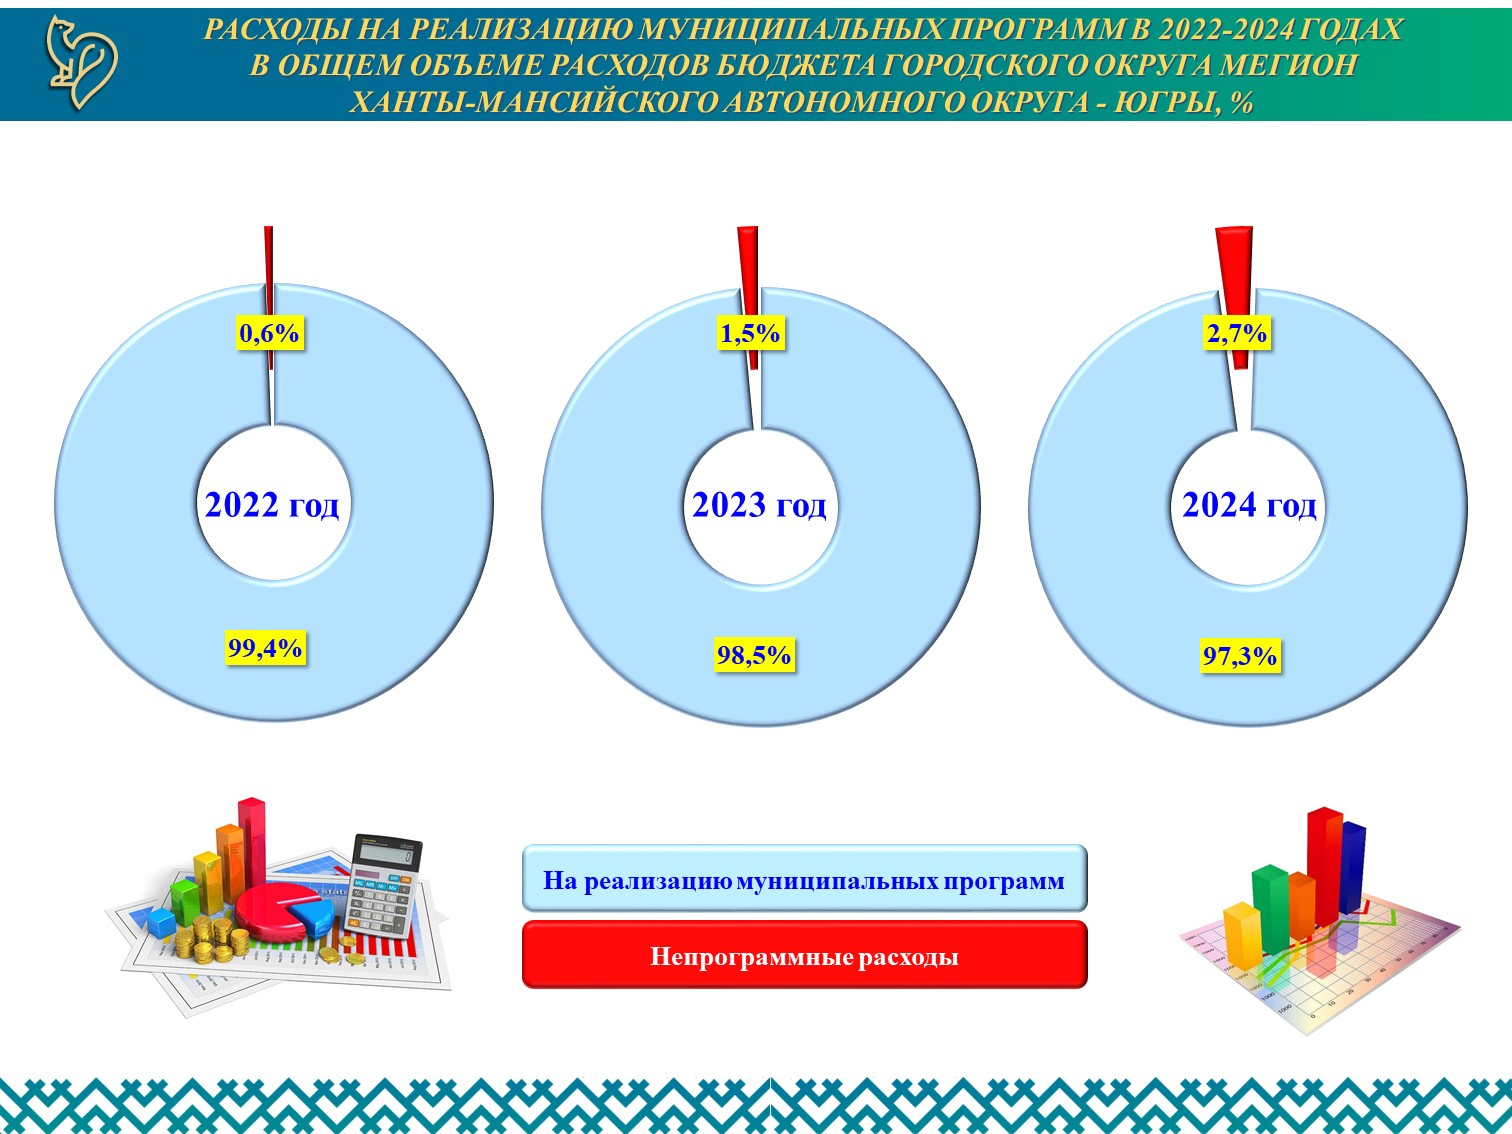 РАСХОДЫ НА РЕАЛИЗАЦИЮ МУНИЦИПАЛЬНЫХ ПРОГРАММ В 2022-2024 ГОДАХ
В ОБЩЕМ ОБЪЕМЕ РАСХОДОВ БЮДЖЕТА ГОРОДСКОГО ОКРУГА МЕГИОН
ХАНТЫ-МАНСИЙСКОГО АВТОНОМНОГО ОКРУГА - ЮГРЫ, %
0,6%
1,5%
2,7%
2022 год
2023 год
2024 год
99,4%
98,5%
97,3%
На реализацию муниципальных программ
Непрограммные расходы